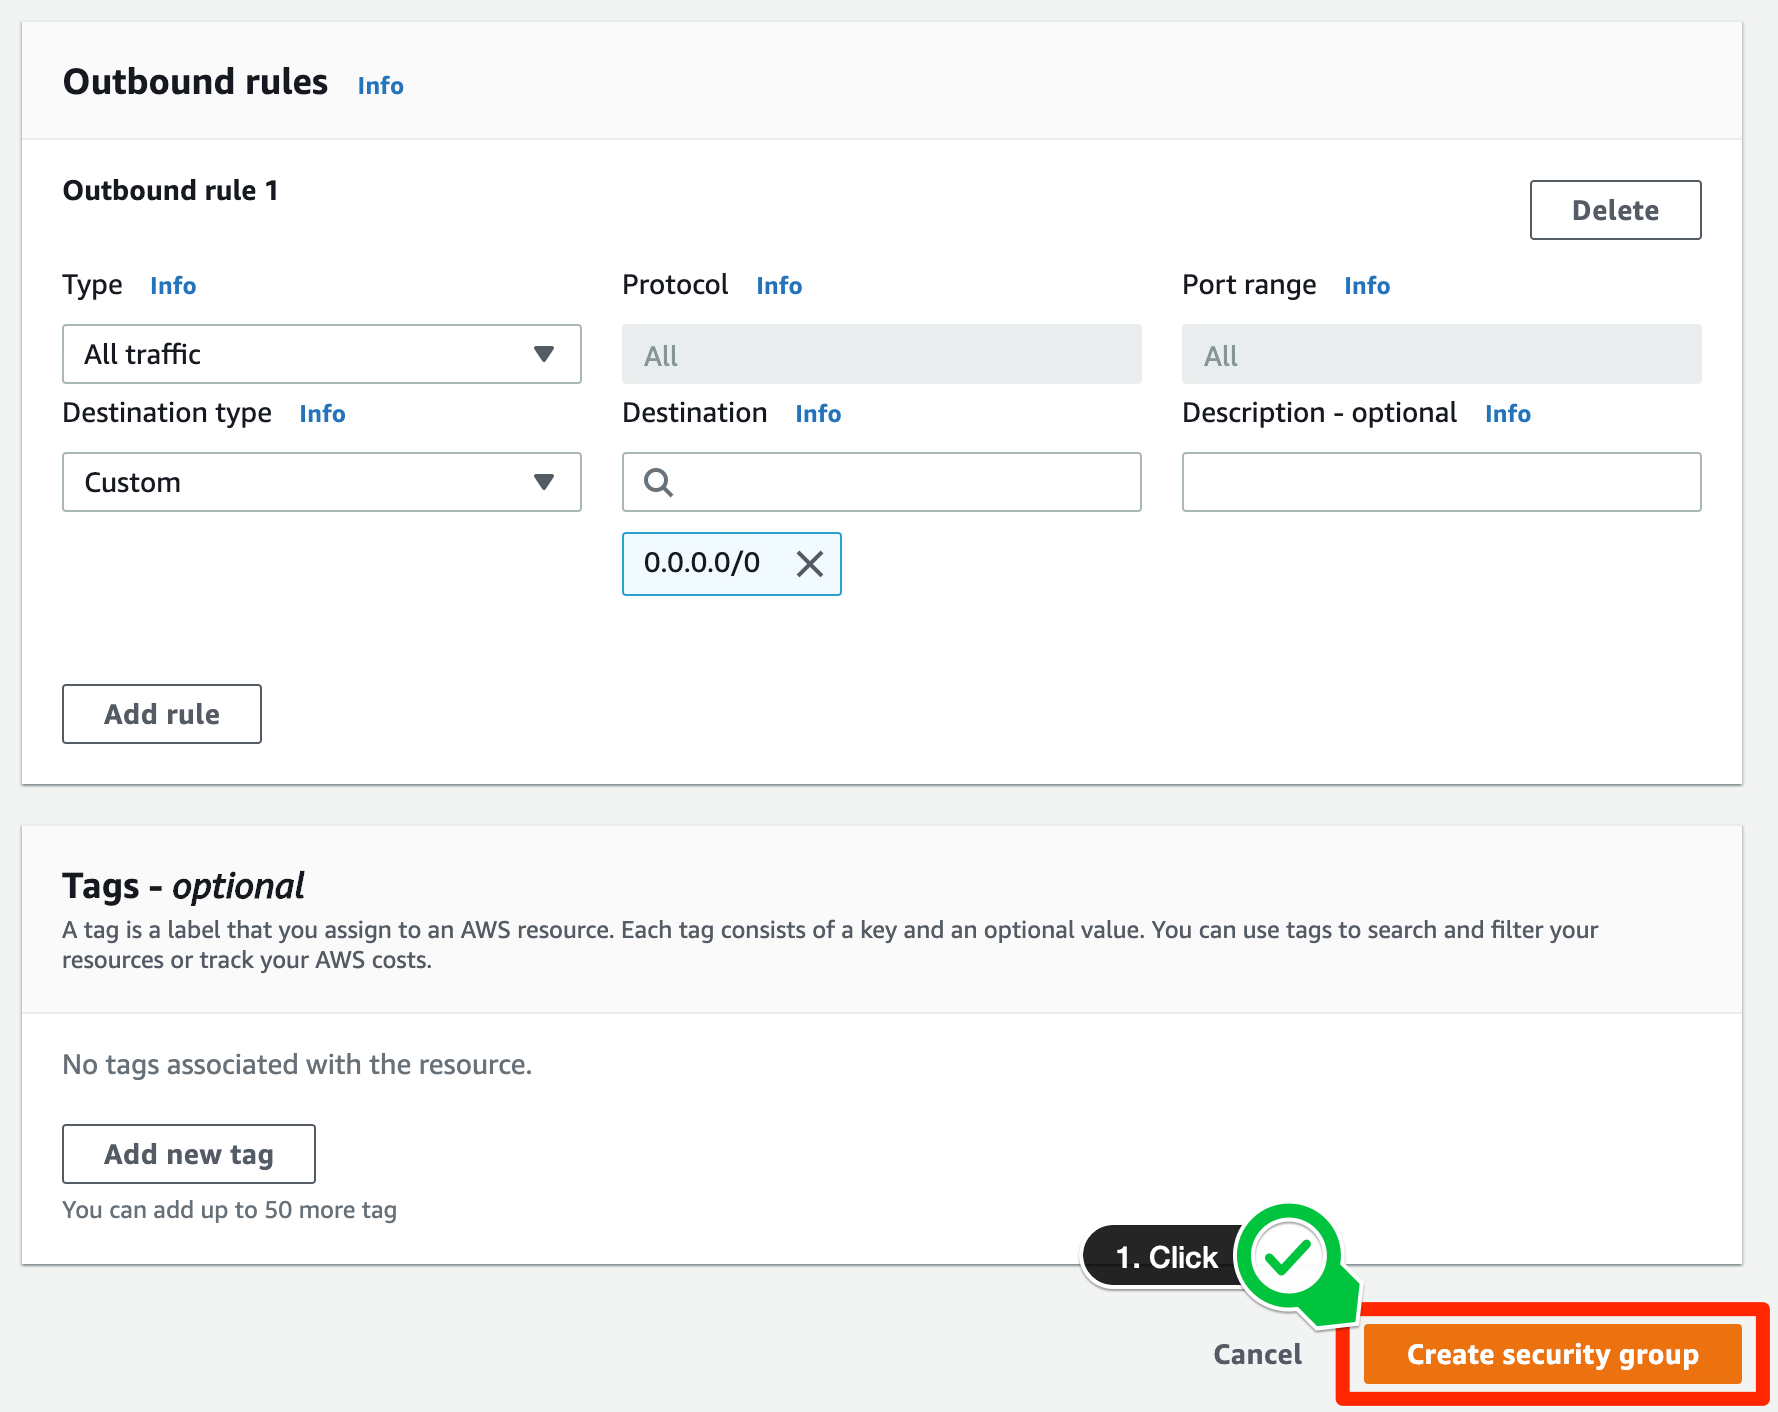 Outbound rules Info
Outbound rule 1
Delete
Type Info
Protocol Info
Port range Info
All traffic
All
All
Destination type Info
Destination Info
Description - optional Info
Custom
0.0.0.0/0
Add rule
Tags - optional
A tag is a label that you assign to an AWS resource. Each tag consists of a key and an optional value. You can use tags to search and filter your
resources or track your AWS costs.
No tags associated with the resource.
Add new tag
You can add up to 50 more tag
1. Click
Cancel
Create security group